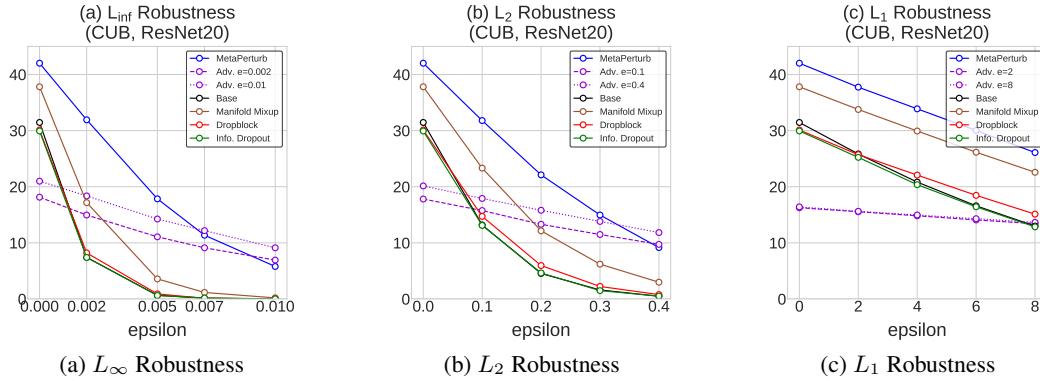 (a) L_inf Robustness
(CUB, ResNet20)
40
30
20
10
0
MetaPerturb
Adv. e=0.002
Adv. e=0.01
Base
Manifold Mixup
Dropblock
Info. Dropout
0.000 0.002 0.005 0.007 0.010
epsilon
(a) L∞ Robustness
(b) L₂ Robustness
(CUB, ResNet20)
40
30
20
10
0
MetaPerturb
Adv. e=0.1
Adv. e=0.4
Base
Manifold Mixup
Dropblock
Info. Dropout
0.0 0.1 0.2 0.3 0.4
epsilon
(b) L₂ Robustness
(c) L₁ Robustness
(CUB, ResNet20)
40
30
20
10
0
MetaPerturb
Adv. e=2
Adv. e=8
Base
Manifold Mixup
Dropblock
Info. Dropout
0 2 4 6 8
epsilon
(c) L₁ Robustness